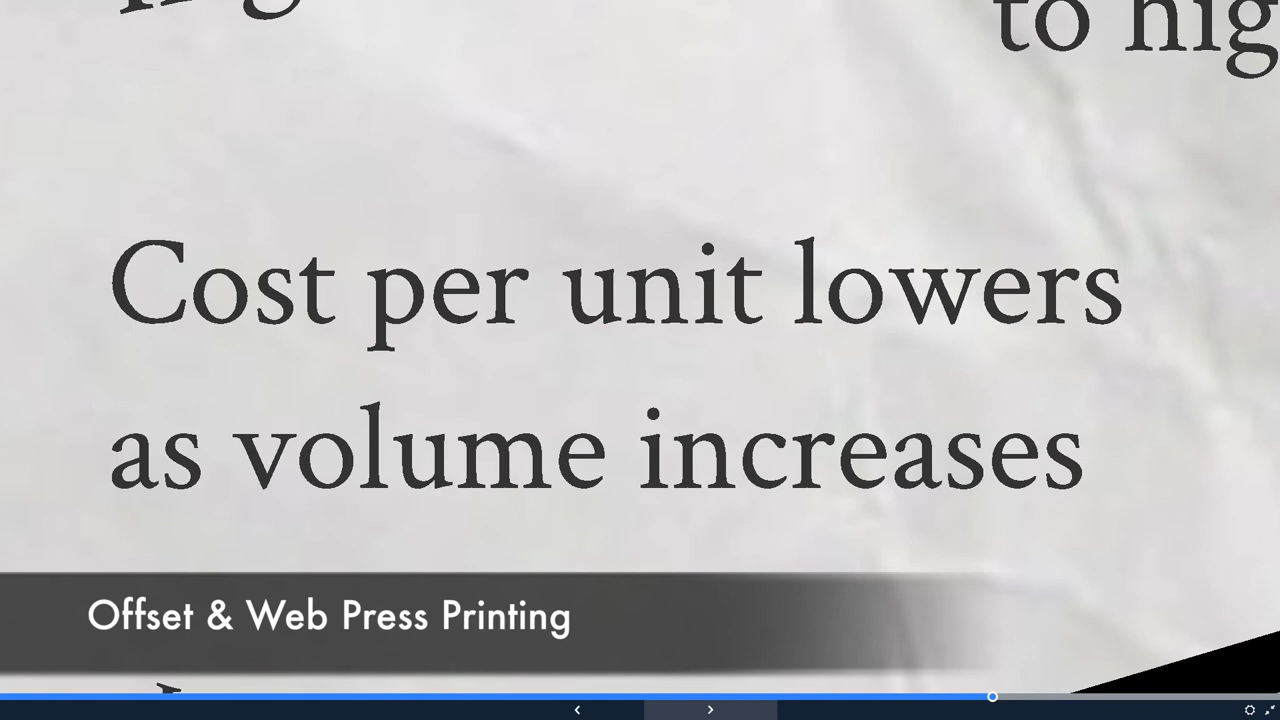 to hig
Cost per unit lowers
as volume increases
Offset & Web Press Printing